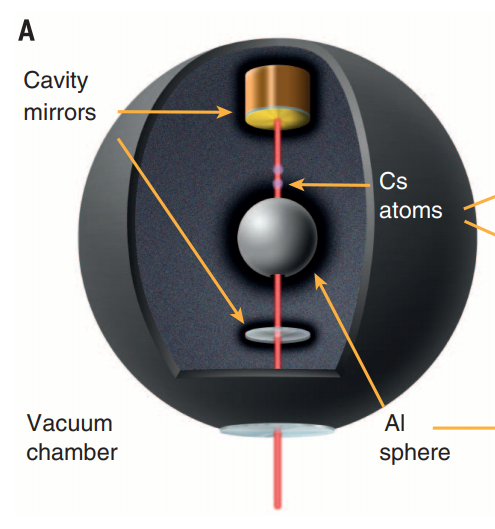 A
Cavity
mirrors
Cs
atoms
Vacuum
chamber
Al
sphere